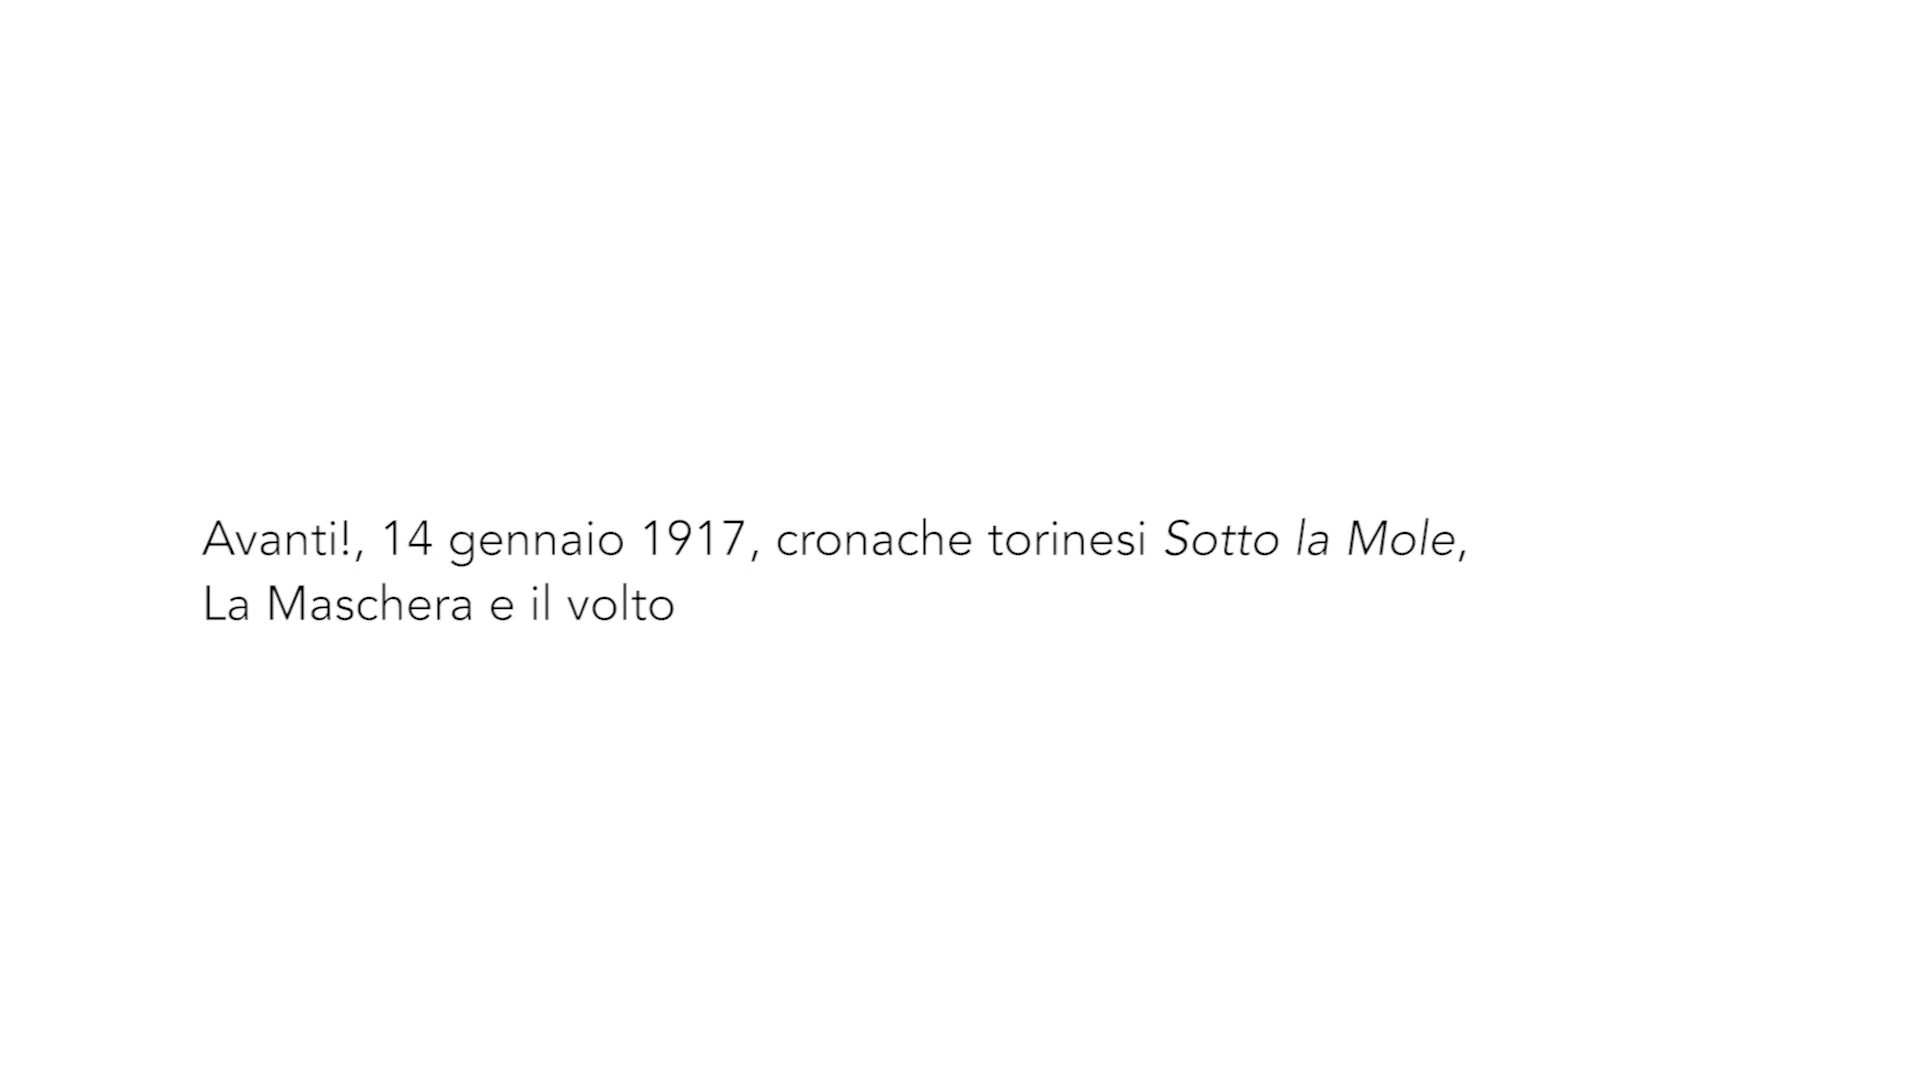 Avanti!, 14 gennaio 1917, cronache torinesi Sotto la Mole,
La Maschera e il volto